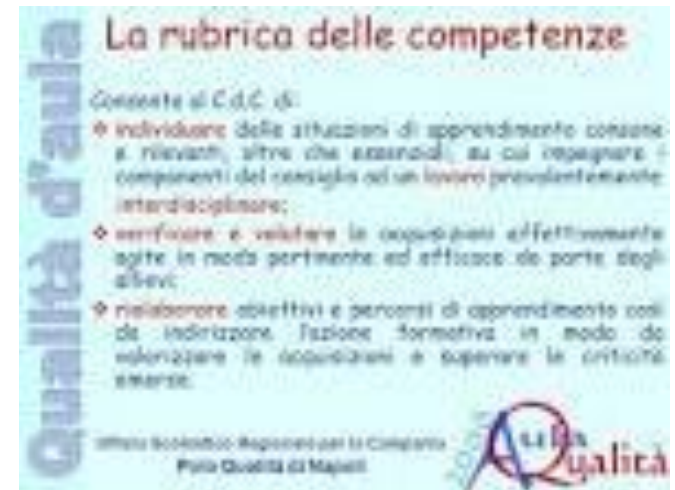 La rubrica delle competenze
Consente al C.d.C. di:
individuare delle situazioni di apprendimento consone
e rilevanti, oltre che essenziali, su cui impegnare i
componenti del consiglio ad un lavoro prevalentemente
interdisciplinare;
verificare e valutare le acquisizioni effettivamente
agite in modo pertinente ed efficace da parte degli
allievi;
rielaborare obiettivi e percorsi di apprendimento così
da indirizzare l'azione formativa in modo da
valorizzare le acquisizioni e superare le criticità
emerse.
Ufficio Scolastico Regionale per la Campania
Polo Qualità di Napoli
Aula
Qualità
Qualità d'aula